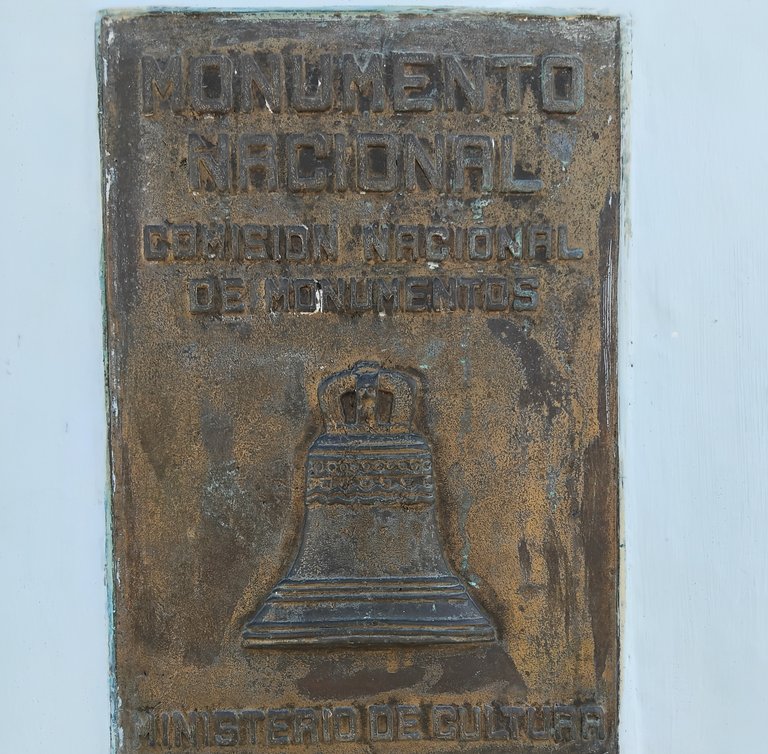 MONUMENTO
NACIONAL
COMISION NACIONAL
DE MONUMENTOS
MINISTERIO DE CULTURA